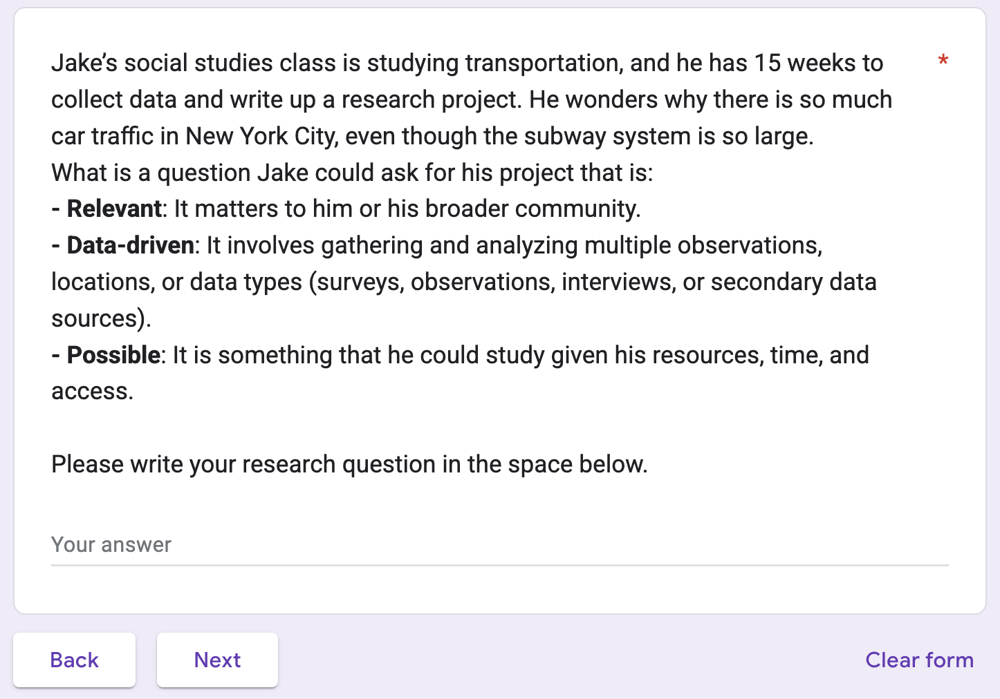 Jake’s social studies class is studying transportation, and he has 15 weeks to *
collect data and write up a research project. He wonders why there is so much
car traffic in New York City, even though the subway system is so large.
What is a question Jake could ask for his project that is:
- Relevant: It matters to him or his broader community.
- Data-driven: It involves gathering and analyzing multiple observations,
locations, or data types (surveys, observations, interviews, or secondary data
sources).
- Possible: It is something that he could study given his resources, time, and
access.
Please write your research question in the space below.
Your answer
Back Next Clear form